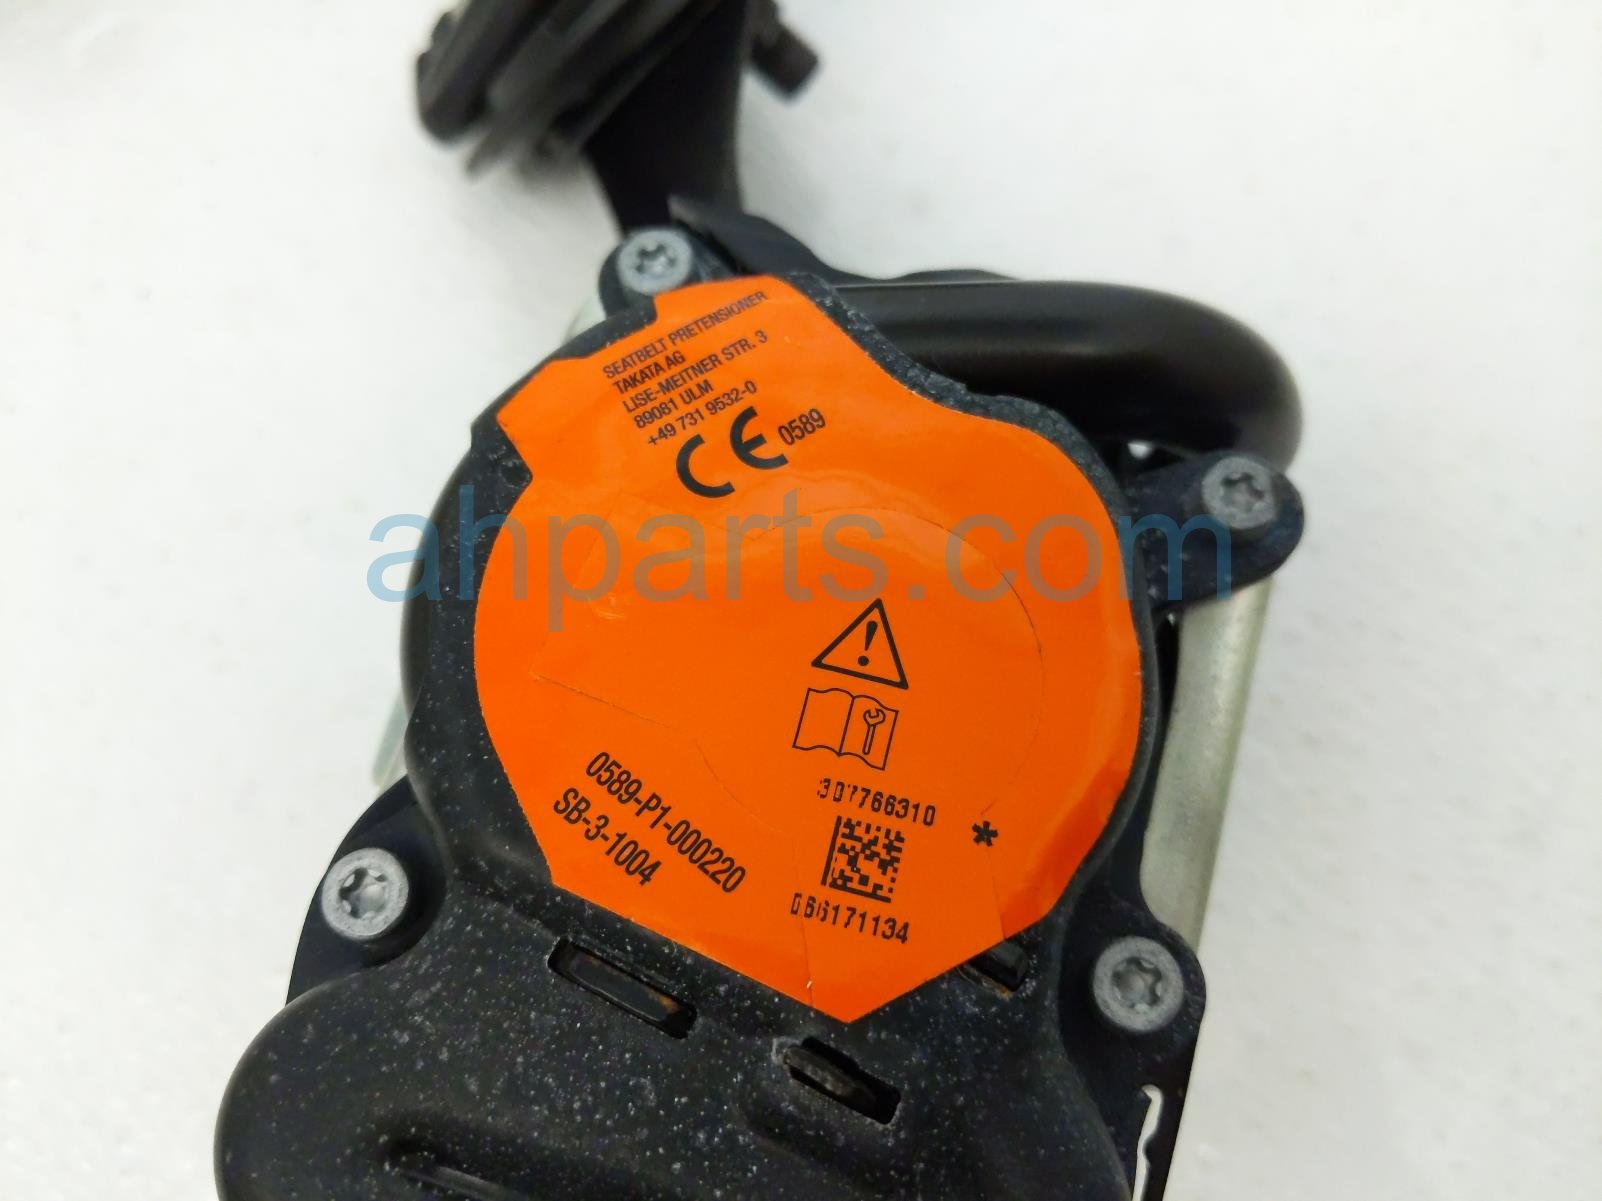 SEATBELT PRETENSIONER
TAKATA AG
LISE-MEITNER STR. 3
89081 ULM
+49 731 9532-0
CE 0589
ahparts.com
307766310
*
066171134
0589-P1-000220
SB-3-1004